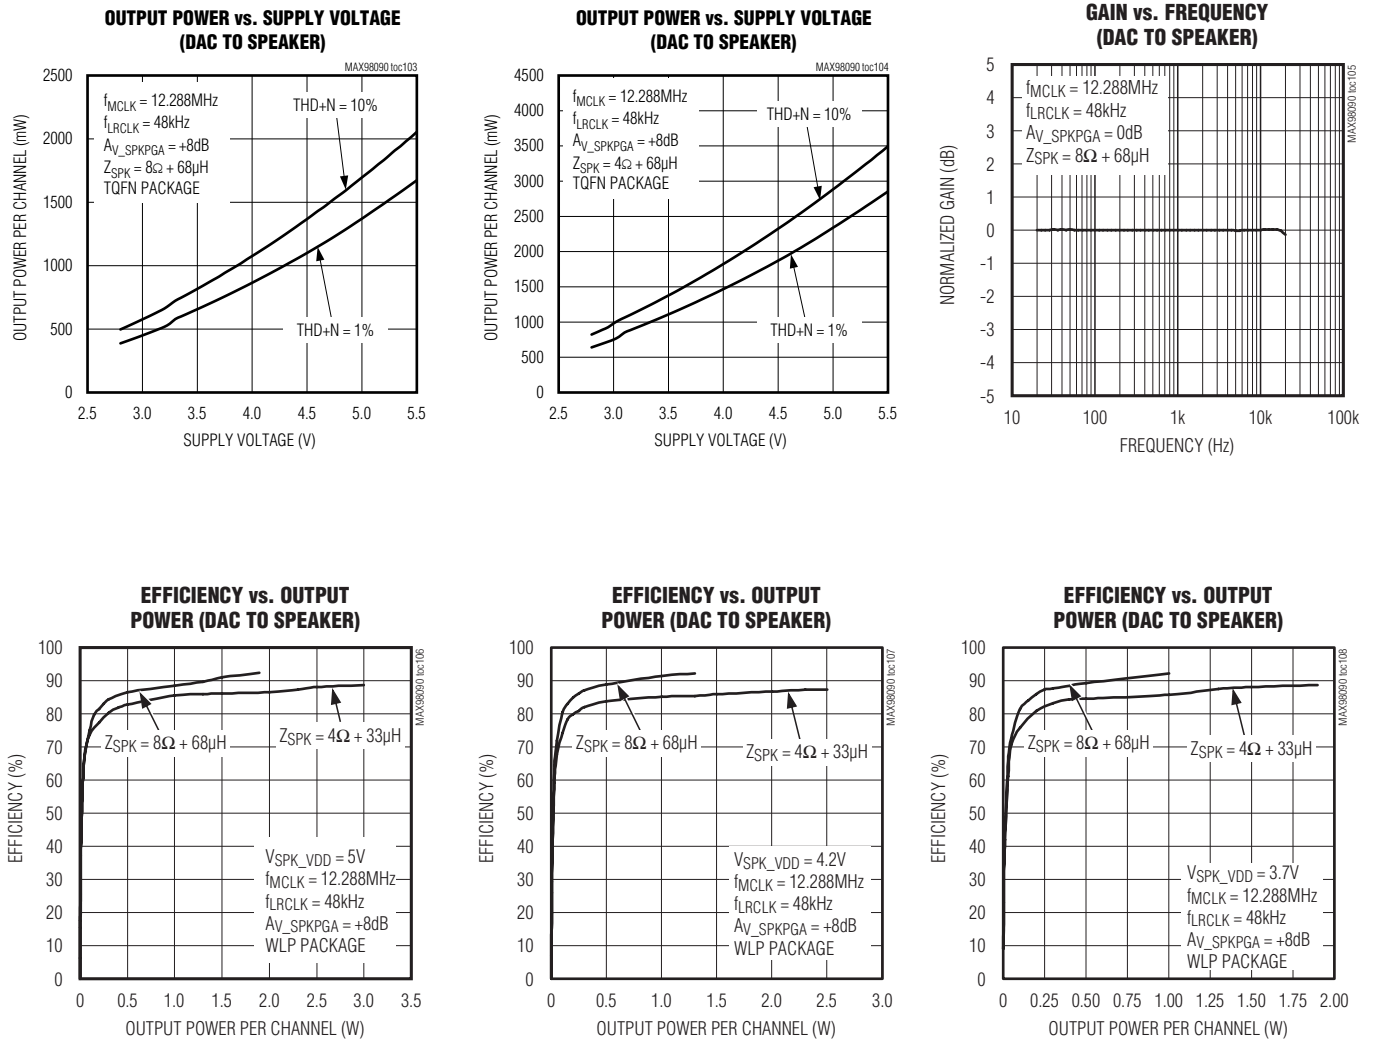 OUTPUT POWER vs. SUPPLY VOLTAGE
(DAC TO SPEAKER)
MAX98090 toc103
2500
2000
1500
1000
500
0
OUTPUT POWER PER CHANNEL (mW)
fMCLK = 12.288MHz
fLRCLK = 48kHz
AV_SPKPGA = +8dB
ZSPK = 8Ω + 68µH
TQFN PACKAGE
THD+N = 10%
THD+N = 1%
2.5 3.0 3.5 4.0 4.5 5.0 5.5
SUPPLY VOLTAGE (V)
OUTPUT POWER vs. SUPPLY VOLTAGE
(DAC TO SPEAKER)
MAX98090 toc104
4500
4000
3500
3000
2500
2000
1500
1000
500
0
OUTPUT POWER PER CHANNEL (mW)
fMCLK = 12.288MHz
fLRCLK = 48kHz
AV_SPKPGA = +8dB
ZSPK = 4Ω + 68µH
TQFN PACKAGE
THD+N = 10%
THD+N = 1%
2.5 3.0 3.5 4.0 4.5 5.0 5.5
SUPPLY VOLTAGE (V)
GAIN vs. FREQUENCY
(DAC TO SPEAKER)
MAX98090 toc105
5
4
3
2
1
0
-1
-2
-3
-4
-5
NORMALIZED GAIN (dB)
fMCLK = 12.288MHz
fLRCLK = 48kHz
AV_SPKPGA = 0dB
ZSPK = 8Ω + 68µH
10 100 1k 10k 100k
FREQUENCY (Hz)
EFFICIENCY vs. OUTPUT
POWER (DAC TO SPEAKER)
MAX98090 toc106
100
90
80
70
60
50
40
30
20
10
0
EFFICIENCY (%)
ZSPK = 8Ω + 68µH
ZSPK = 4Ω + 33µH
VSPK_VDD = 5V
fMCLK = 12.288MHz
fLRCLK = 48kHz
AV_SPKPGA = +8dB
WLP PACKAGE
0 0.5 1.0 1.5 2.0 2.5 3.0 3.5
OUTPUT POWER PER CHANNEL (W)
EFFICIENCY vs. OUTPUT
POWER (DAC TO SPEAKER)
MAX98090 toc107
100
90
80
70
60
50
40
30
20
10
0
EFFICIENCY (%)
ZSPK = 8Ω + 68µH
ZSPK = 4Ω + 33µH
VSPK_VDD = 4.2V
fMCLK = 12.288MHz
fLRCLK = 48kHz
AV_SPKPGA = +8dB
WLP PACKAGE
0 0.5 1.0 1.5 2.0 2.5 3.0
OUTPUT POWER PER CHANNEL (W)
EFFICIENCY vs. OUTPUT
POWER (DAC TO SPEAKER)
MAX98090 toc108
100
90
80
70
60
50
40
30
20
10
0
EFFICIENCY (%)
ZSPK = 8Ω + 68µH
ZSPK = 4Ω + 33µH
VSPK_VDD = 3.7V
fMCLK = 12.288MHz
fLRCLK = 48kHz
AV_SPKPGA = +8dB
WLP PACKAGE
0 0.25 0.50 0.75 1.00 1.25 1.50 1.75 2.00
OUTPUT POWER PER CHANNEL (W)